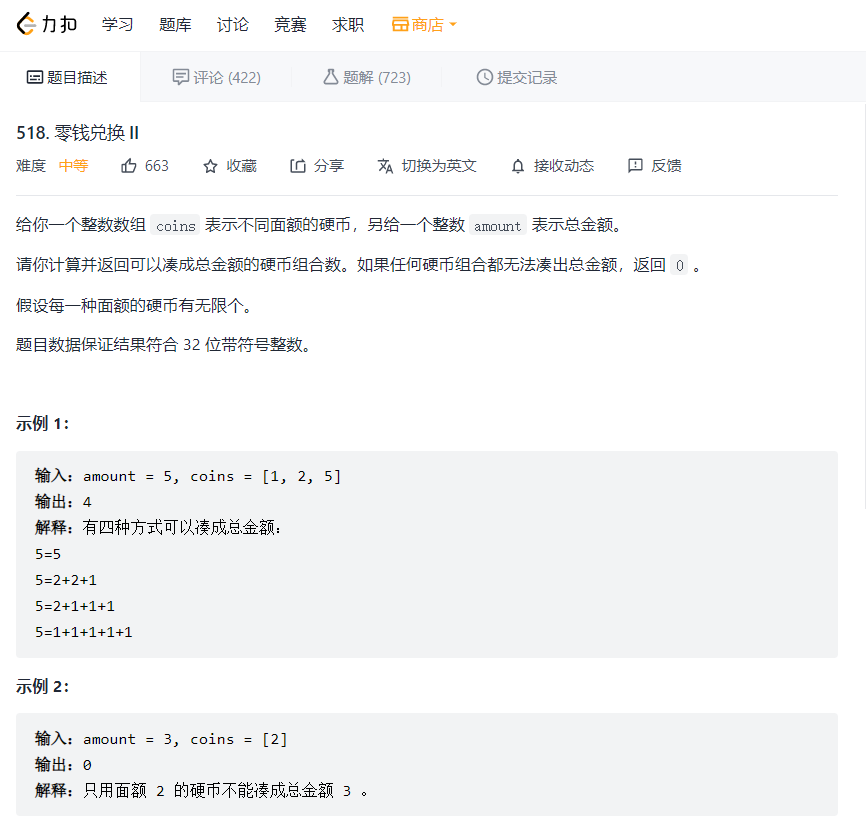 力扣 学习 题库 讨论 竞赛 求职 商店
题目描述 评论 (422) 题解 (723) 提交记录
518. 零钱兑换 II
难度 中等 663 收藏 分享 切换为英文 接收动态 反馈
给你一个整数数组 coins 表示不同面额的硬币，另给一个整数 amount 表示总金额。
请你计算并返回可以凑成总金额的硬币组合数。如果任何硬币组合都无法凑出总金额，返回 0 。
假设每一种面额的硬币有无限个。
题目数据保证结果符合 32 位带符号整数。
示例 1：
输入：amount = 5, coins = [1, 2, 5]
输出：4
解释：有四种方式可以凑成总金额：
5=5
5=2+2+1
5=2+1+1+1
5=1+1+1+1+1
示例 2：
输入：amount = 3, coins = [2]
输出：0
解释：只用面额 2 的硬币不能凑成总金额 3 。